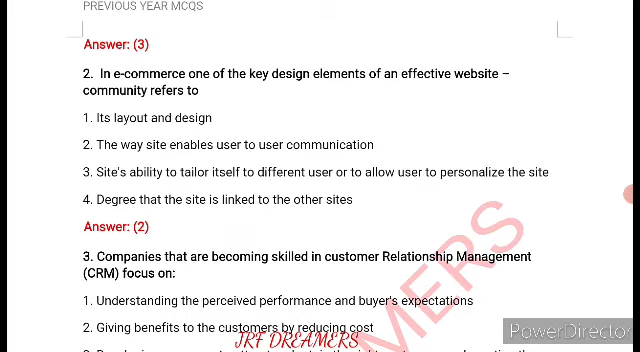 PREVIOUS YEAR MCQS
Answer: (3)
2. In e-commerce one of the key design elements of an effective website –
community refers to
1. Its layout and design
2. The way site enables user to user communication
3. Site's ability to tailor itself to different user or to allow user to personalize the site
4. Degree that the site is linked to the other sites
Answer: (2)
3. Companies that are becoming skilled in customer Relationship Management
(CRM) focus on:
1. Understanding the perceived performance and buyer's expectations
2. Giving benefits to the customers by reducing cost
JRF DREAMERS
MERS
PowerDirector